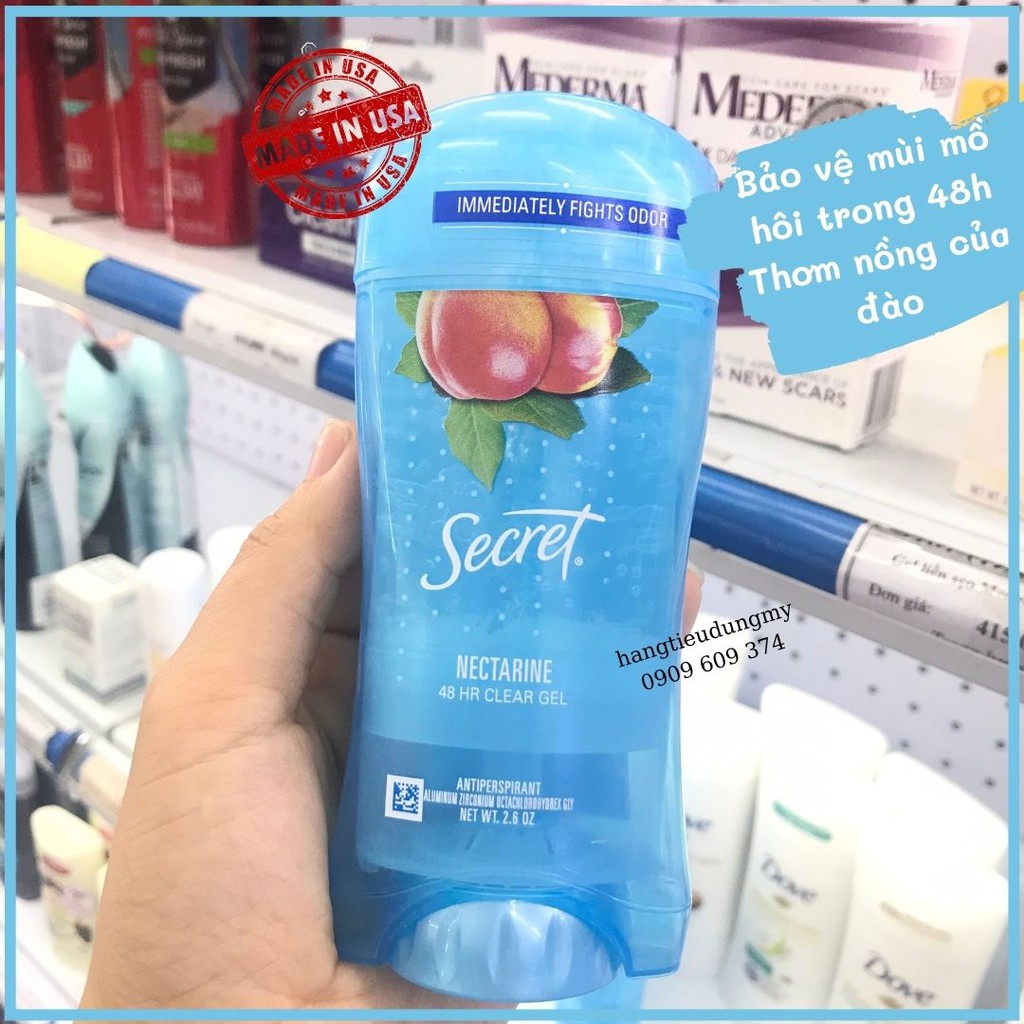 MADE IN USA
MADE IN USA
MADE IN USA
MEDERMA
MEDERMA
Bảo vệ mùi mồ
hôi trong 48h
Thơm nồng của
đào
IMMEDIATELY FIGHTS ODOR
& NEW SCARS
Secret
NECTARINE
48 HR CLEAR GEL
hangtieudungmy
0909 609 374
Đơn giá:
ANTIPERSPIRANT
ALUMINUM ZIRCONIUM OCTACHLOROHYDREX GLY
NET WT. 2.6 OZ
Dove
Dove